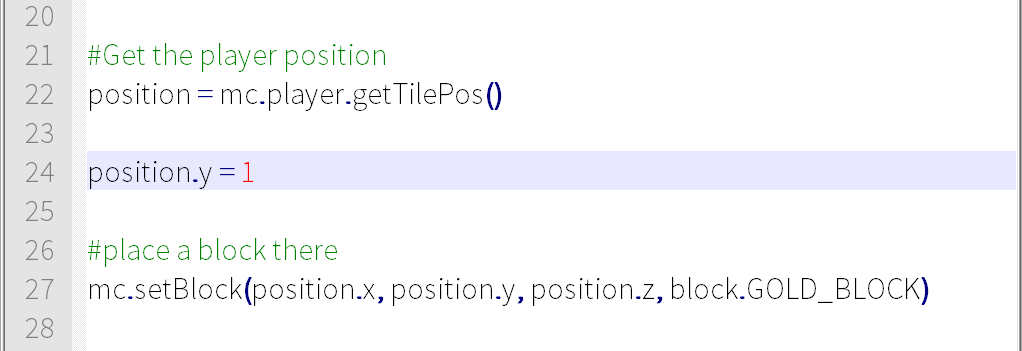 20
21 #Get the player position
22 position = mc.player.getTilePos()
23
24 position.y = 1
25
26 #place a block there
27 mc.setBlock(position.x, position.y, position.z, block.GOLD_BLOCK)
28